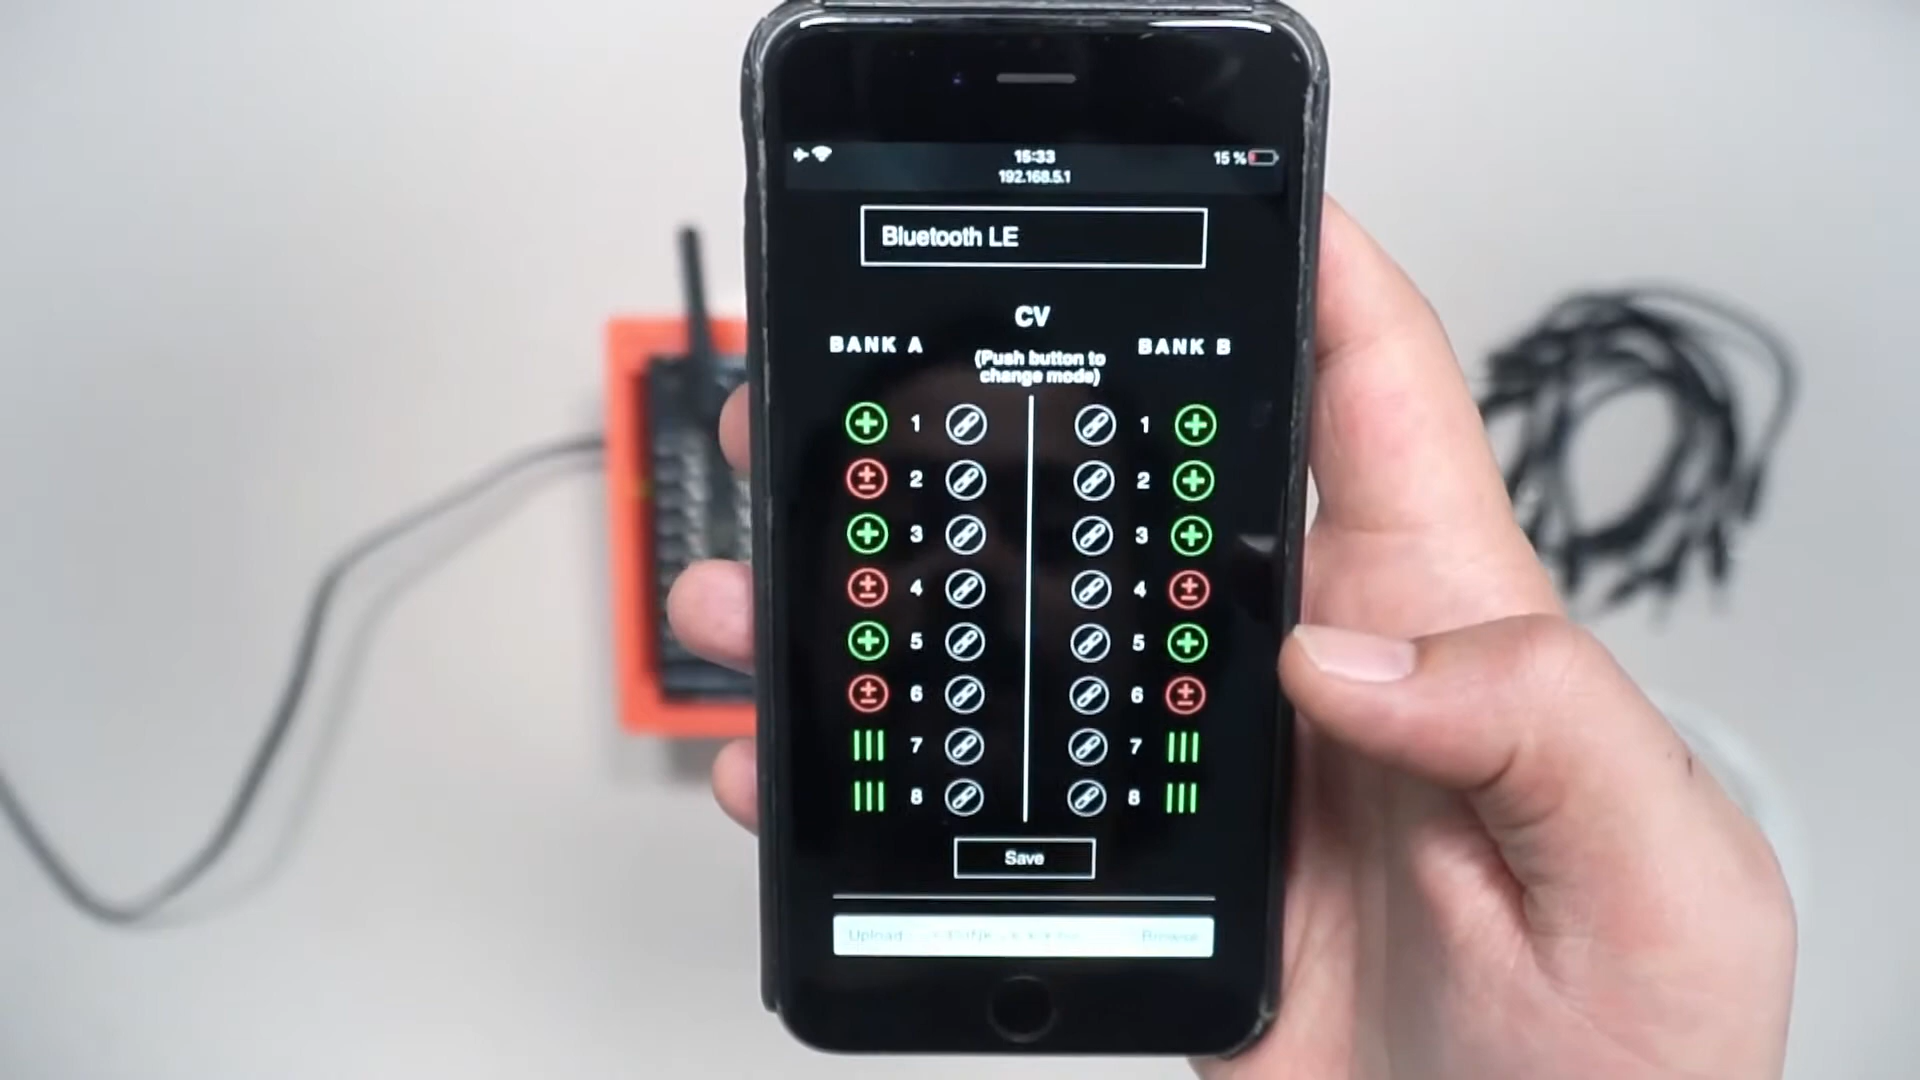 15:33
15 %
192.168.5.1
Bluetooth LE
CV
BANK A
BANK B
(Push button to
change mode)
1 1
2 2
3 3
4 4
5 5
6 6
7 7
8 8
Save
Upload
Browse